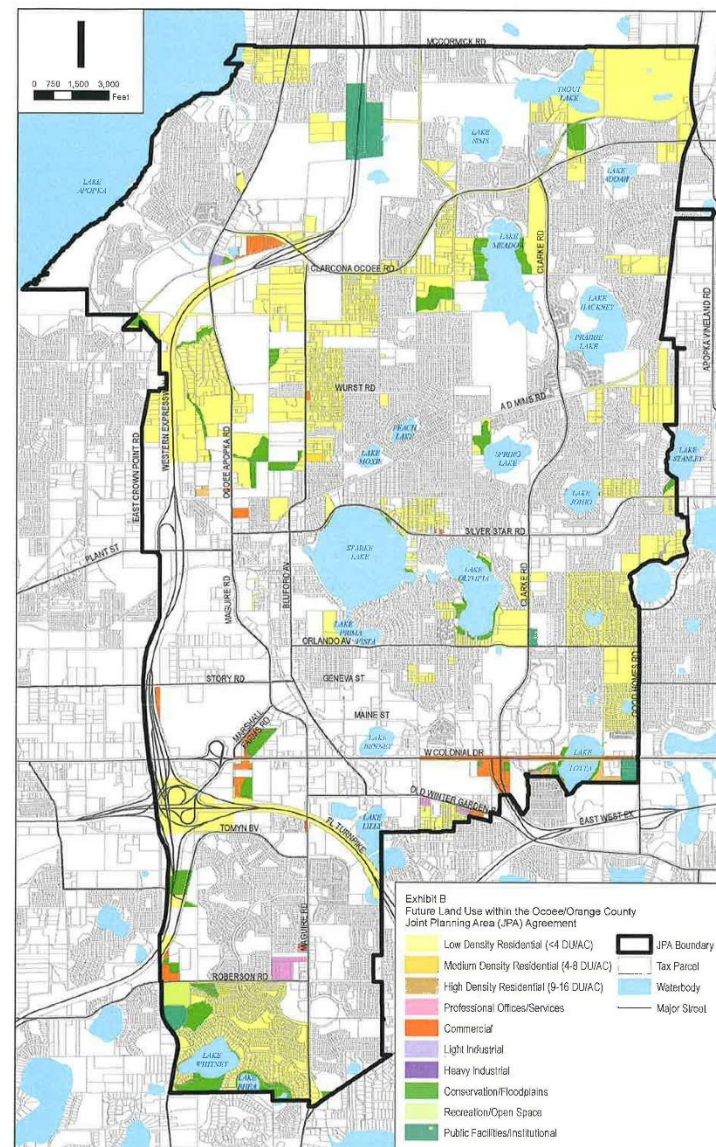 0 750 1,500 3,000
Feet
MCCORMICK RD
TROUT
LAKE
LAKE
SIMS
LAKE
ADDAH
LAKE
APOPKA
LAKE
MEADOW
CLARKE RD
CLARCONA OCOEE RD
LAKE
HACKNEY
PRAIRIE
LAKE
APOPKA VINELAND RD
WURST RD
A D MIMS RD
PEACH
LAKE
LAKE
MOXIE
SPRING
LAKE
LAKE
STANLEY
EAST CROWN POINT RD
WESTERN EXPRESSW
OCOEE APOPKA RD
LAKE
JOHIO
SILVER STAR RD
PLANT ST
STARKE
LAKE
LAKE
OLYMPIA
MAGUIRE RD
BLUFORD AV
CLARKE RD
LAKE
PRIMA
VISTA
ORLANDO AV
GOOD HOMES RD
STORY RD
GENEVA ST
MARSHALL
FARMS RD
MAINE ST
LAKE
BENNET
W COLONIAL DR
LAKE
LOTTA
OLD WINTER GARDEN
EAST WEST EX
LAKE
LILLY
TOMYN BV
FL TURNPIKE
MAGUIRE RD
ROBERSON RD
LAKE
WHITNEY
LAKE
RHEA
Exhibit B
Future Land Use within the Ocoee/Orange County
Joint Planning Area (JPA) Agreement
Low Density Residential (<4 DU/AC)
Medium Density Residential (4-8 DU/AC)
High Density Residential (9-16 DU/AC)
Professional Offices/Services
Commercial
Light Industrial
Heavy Industrial
Conservation/Floodplains
Recreation/Open Space
Public Facilities/Institutional
JPA Boundary
Tax Parcel
Waterbody
Major Street